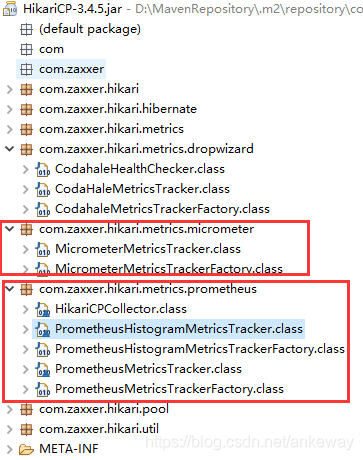 HikariCP-3.4.5.jar - D:\MavenRepository\.m2\repository\co
(default package)
com
com.zaxxer
com.zaxxer.hikari
com.zaxxer.hikari.hibernate
com.zaxxer.hikari.metrics
com.zaxxer.hikari.metrics.dropwizard
CodahaleHealthChecker.class
CodaHaleMetricsTracker.class
CodahaleMetricsTrackerFactory.class
com.zaxxer.hikari.metrics.micrometer
MicrometerMetricsTracker.class
MicrometerMetricsTrackerFactory.class
com.zaxxer.hikari.metrics.prometheus
HikariCPCollector.class
PrometheusHistogramMetricsTracker.class
PrometheusHistogramMetricsTrackerFactory.class
PrometheusMetricsTracker.class
PrometheusMetricsTrackerFactory.class
com.zaxxer.hikari.pool
com.zaxxer.hikari.util
META-INF
https://blog.csdn.net/ankeway